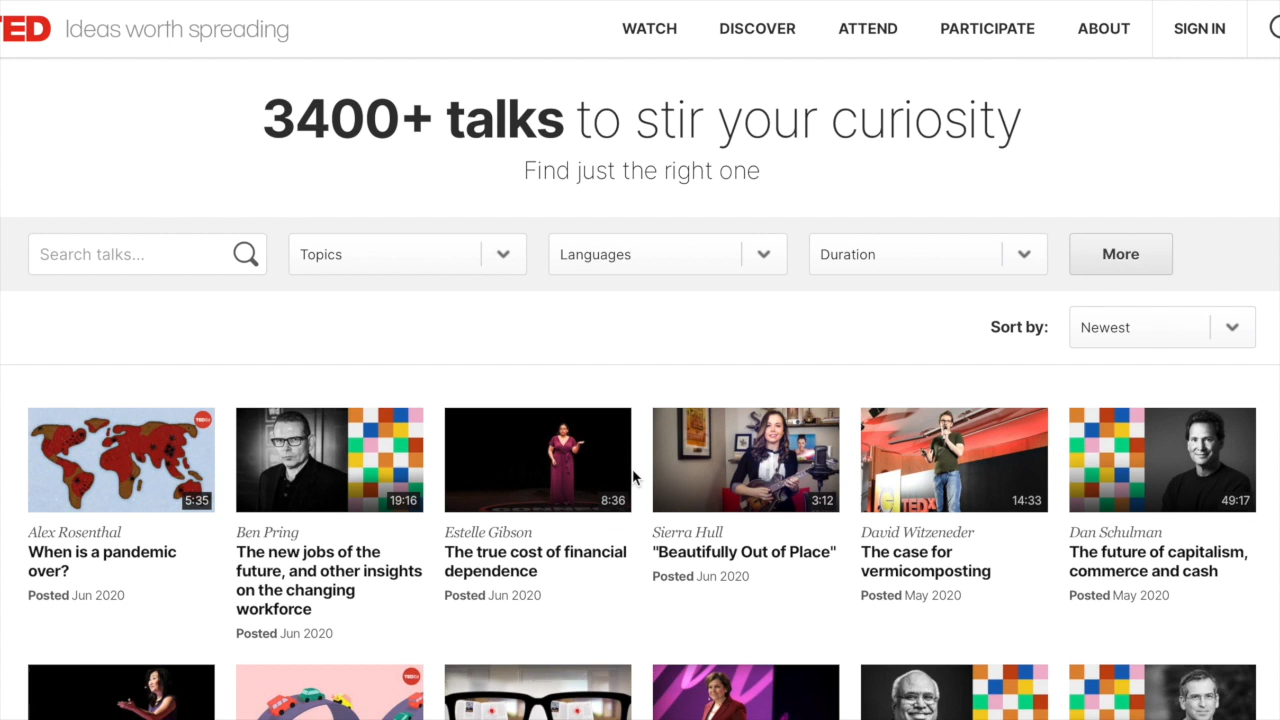 TED Ideas worth spreading WATCH DISCOVER ATTEND PARTICIPATE ABOUT SIGN IN
3400+ talks to stir your curiosity
Find just the right one
Search talks... Topics Languages Duration More
Sort by: Newest
5:35
Alex Rosenthal
When is a pandemic
over?
Posted Jun 2020
19:16
Ben Pring
The new jobs of the
future, and other insights
on the changing
workforce
Posted Jun 2020
8:36
Estelle Gibson
The true cost of financial
dependence
Posted Jun 2020
3:12
Sierra Hull
"Beautifully Out of Place"
Posted Jun 2020
TEDx
14:33
David Witzeneder
The case for
vermicomposting
Posted May 2020
49:17
Dan Schulman
The future of capitalism,
commerce and cash
Posted May 2020